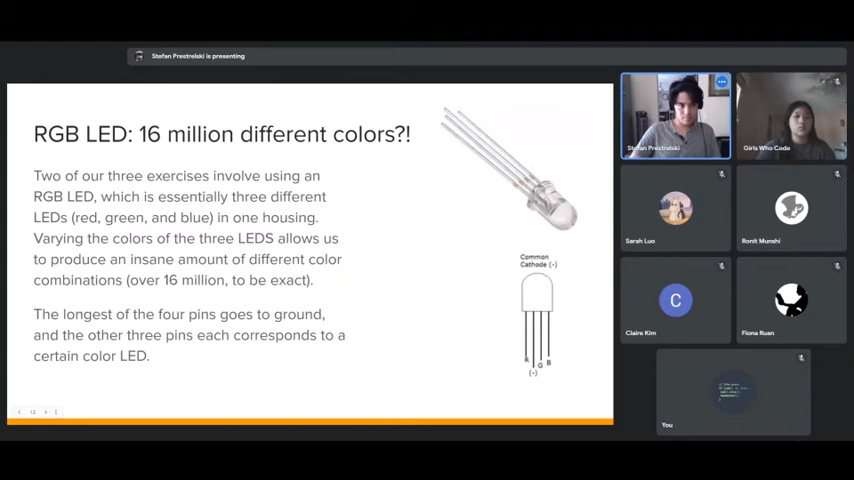 Stefan Prestrelski is presenting
RGB LED: 16 million different colors?!
Two of our three exercises involve using an
RGB LED, which is essentially three different
LEDs (red, green, and blue) in one housing.
Varying the colors of the three LEDS allows us
to produce an insane amount of different color
combinations (over 16 million, to be exact).
The longest of the four pins goes to ground,
and the other three pins each corresponds to a
certain color LED.
Common
Cathode (-)
R
(-)
G
B
12
Stefan Prestrelski
Girls Who Code
Sarah Luo
Ronit Munshi
C
Claire Kim
Fiona Ruan
You